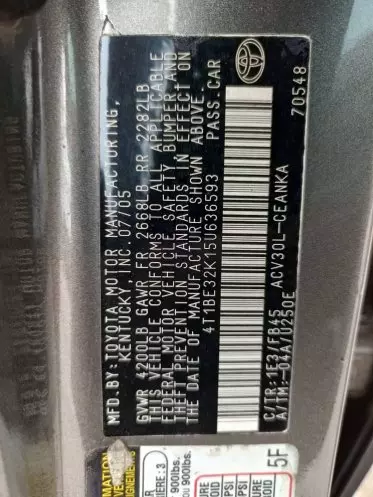 MFD.BY:TOYOTA MOTOR MANUFACTURING,
KENTUCKY, INC. 07/05
GVWR 4200LB GAWR FR 2668LB RR 2282LB
THIS VEHICLE CONFORMS TO ALL APPLICABLE
FEDERAL MOTOR VEHICLE SAFETY BUMPER AND
THEFT PREVENTION STANDARDS IN EFFECT ON
THE DATE OF MANUFACTURE SHOWN ABOVE.
4T1BE32K15U636593 PASS.CAR
C/TR:1E3/FB45 ACV30L-CEANKA
A/TM:-04A/U250E 70548
5F